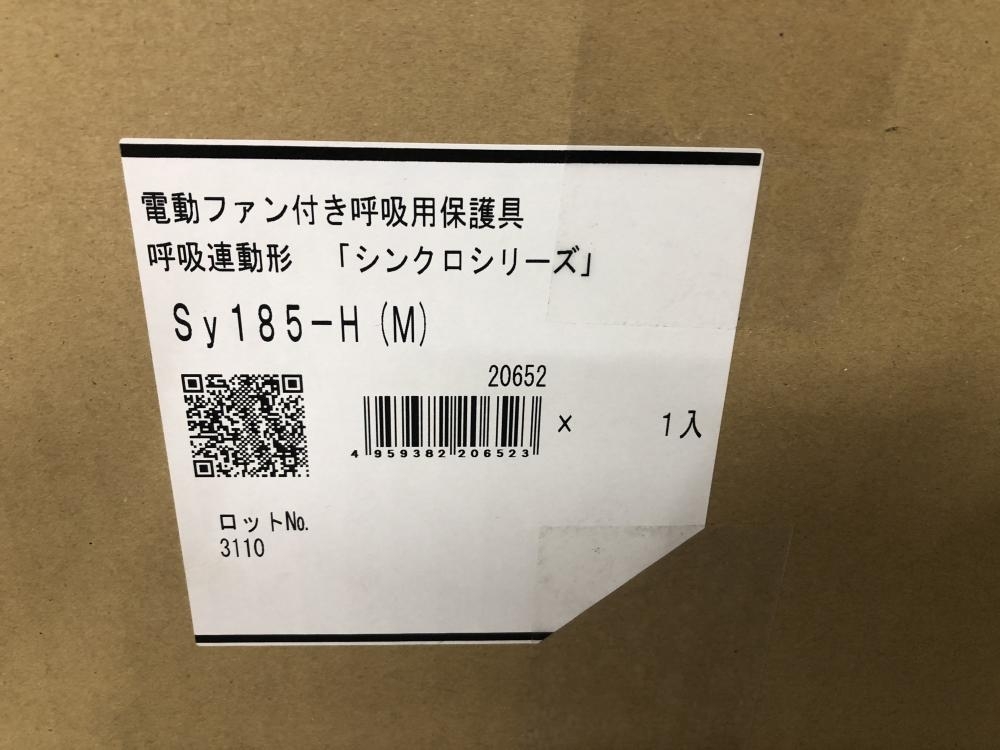 電動ファン付き呼吸用保護具
呼吸連動形 「シンクロシリーズ」
Sy185-H(M)
20652
× 1入
4 959382 206523
ロット№.
3110